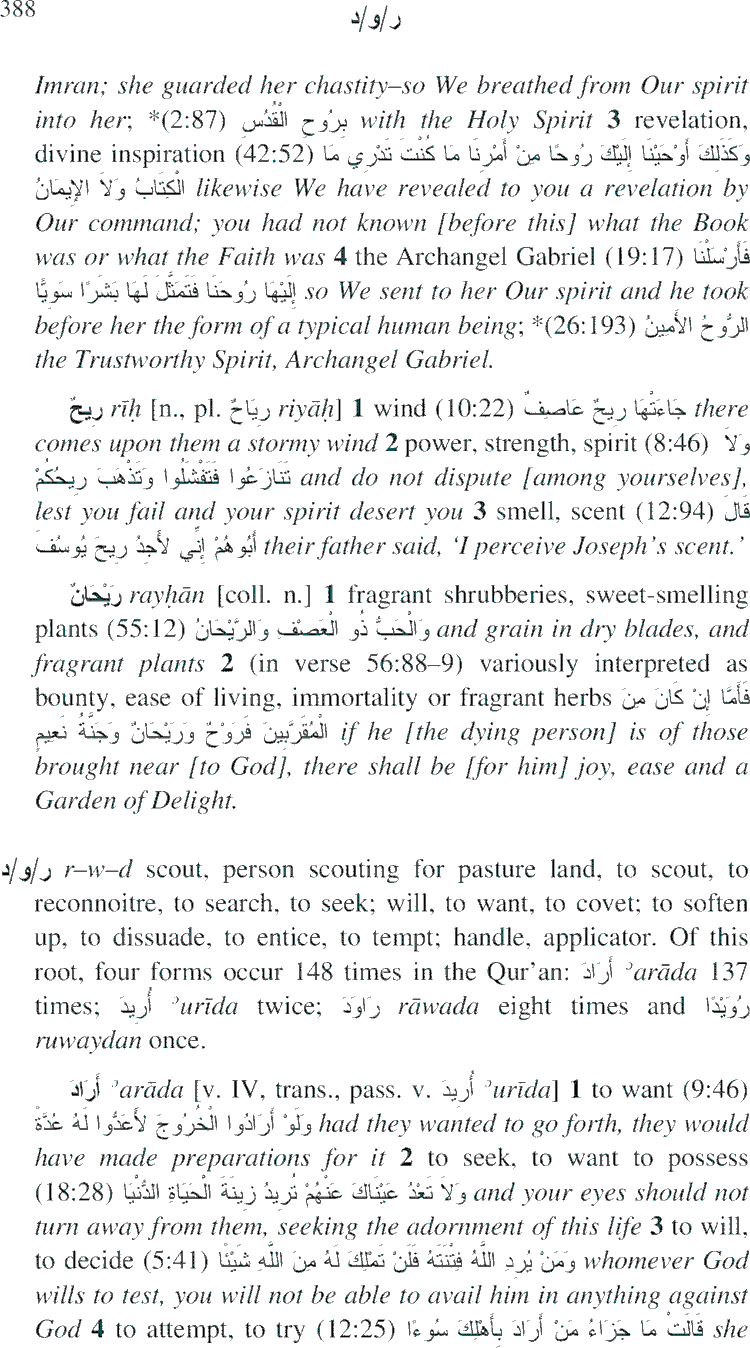 388
ر/و/د
Imran; she guarded her chastity–so We breathed from Our spirit
into her; *(2:87) بِرُوحِ الْقُدُسِ with the Holy Spirit 3 revelation,
divine inspiration (42:52) وَكَذَلِكَ أَوْحَيْنَا إِلَيْكَ رُوحًا مِنْ أَمْرِنَا مَا كُنْتَ تَدْرِي مَا
الْكِتَابُ وَلاَ الإِيمَانُ likewise We have revealed to you a revelation by
Our command; you had not known [before this] what the Book
was or what the Faith was 4 the Archangel Gabriel (19:17) فَأَرْسَلْنَا
إِلَيْهَا رُوحَنَا فَتَمَثَّلَ لَهَا بَشَرًا سَوِيًّا so We sent to her Our spirit and he took
before her the form of a typical human being; *(26:193) الرُّوحُ الأَمِينُ
the Trustworthy Spirit, Archangel Gabriel.
رِيحٌ rīḥ [n., pl. رِيَاحٌ riyāḥ] 1 wind (10:22) جَاءَتْهَا رِيحٌ عَاصِفٌ there
comes upon them a stormy wind 2 power, strength, spirit (8:46) وَلاَ
تَنَازَعُوا فَتَفْشَلُوا وَتَذْهَبَ رِيحُكُمْ and do not dispute [among yourselves],
lest you fail and your spirit desert you 3 smell, scent (12:94) قَالَ
أَبُوهُمْ إِنِّي لأَجِدُ رِيحَ يُوسُفَ their father said, ‘I perceive Joseph’s scent.’
رَيْحَانٌ rayḥān [coll. n.] 1 fragrant shrubberies, sweet-smelling
plants (55:12) وَالْحَبُّ ذُو الْعَصْفِ وَالرَّيْحَانُ and grain in dry blades, and
fragrant plants 2 (in verse 56:88–9) variously interpreted as
bounty, ease of living, immortality or fragrant herbs فَأَمَّا إِنْ كَانَ مِنَ
الْمُقَرَّبِينَ فَرَوْحٌ وَرَيْحَانٌ وَجَنَّةُ نَعِيمٍ if he [the dying person] is of those
brought near [to God], there shall be [for him] joy, ease and a
Garden of Delight.
ر/و/د r–w–d scout, person scouting for pasture land, to scout, to
reconnoitre, to search, to seek; will, to want, to covet; to soften
up, to dissuade, to entice, to tempt; handle, applicator. Of this
root, four forms occur 148 times in the Qur’an: أَرَادَ ʾarāda 137
times; أُرِيدَ ʾurīda twice; رَاوَدَ rāwada eight times and رُوَيْدًا
ruwaydan once.
أَرَادَ ʾarāda [v. IV, trans., pass. v. أُرِيدَ ʾurīda] 1 to want (9:46)
وَلَوْ أَرَادُوا الْخُرُوجَ لأَعَدُّوا لَهُ عُدَّةً had they wanted to go forth, they would
have made preparations for it 2 to seek, to want to possess
(18:28) وَلاَ تَعْدُ عَيْنَاكَ عَنْهُمْ تُرِيدُ زِينَةَ الْحَيَاةِ الدُّنْيَا and your eyes should not
turn away from them, seeking the adornment of this life 3 to will,
to decide (5:41) وَمَنْ يُرِدِ اللَّهُ فِتْنَتَهُ فَلَنْ تَمْلِكَ لَهُ مِنَ اللَّهِ شَيْئًا whomever God
wills to test, you will not be able to avail him in anything against
God 4 to attempt, to try (12:25) قَالَتْ مَا جَزَاءُ مَنْ أَرَادَ بِأَهْلِكَ سُوءًا she